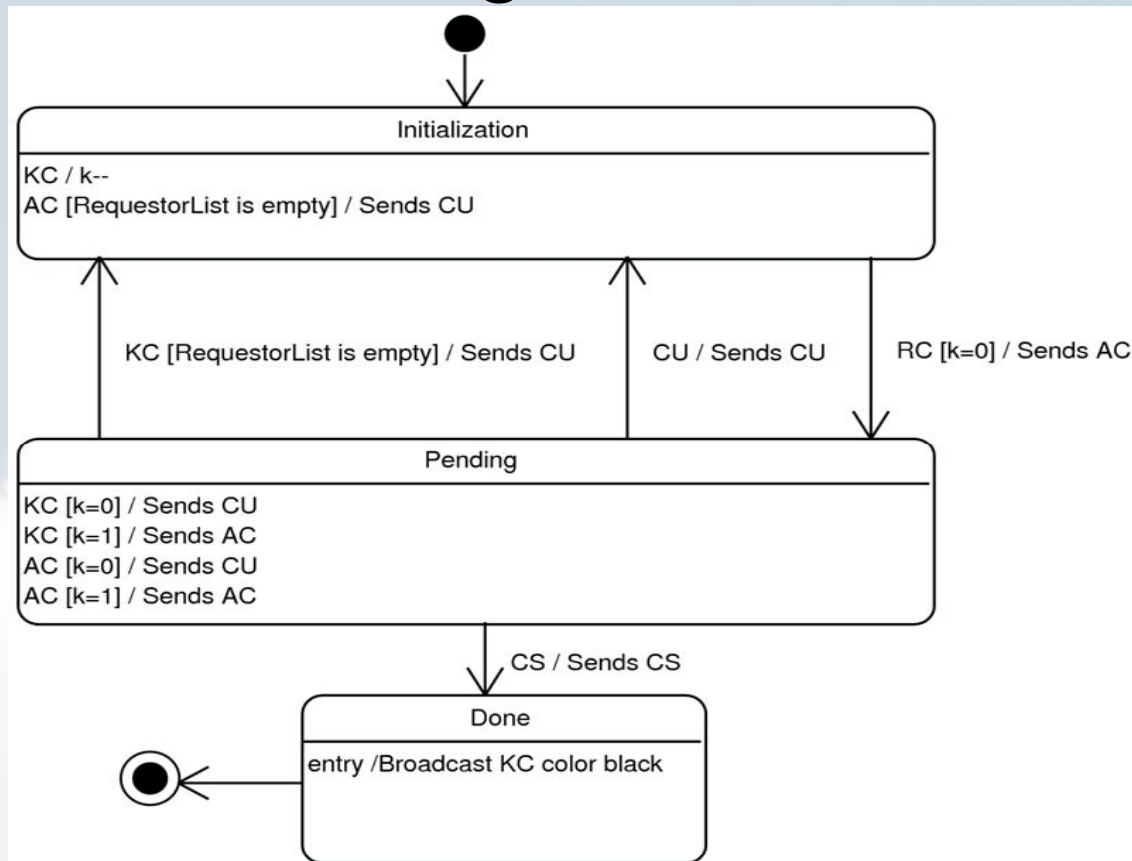 Initialization
KC / k--
AC [RequestorList is empty] / Sends CU
KC [RequestorList is empty] / Sends CU
CU / Sends CU
RC [k=0] / Sends AC
Pending
KC [k=0] / Sends CU
KC [k=1] / Sends AC
AC [k=0] / Sends CU
AC [k=1] / Sends AC
CS / Sends CS
Done
entry /Broadcast KC color black